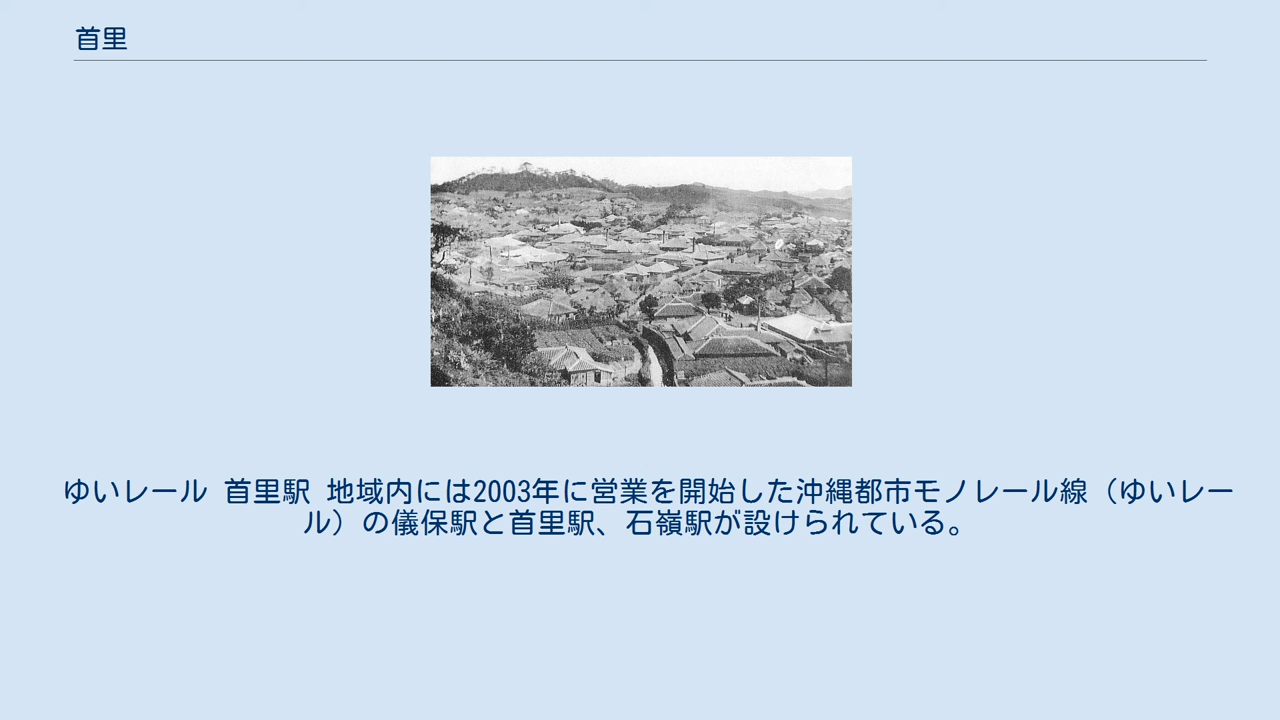 首里
ゆいレール 首里駅 地域内には2003年に営業を開始した沖縄都市モノレール線（ゆいレー
ル）の儀保駅と首里駅、石嶺駅が設けられている。